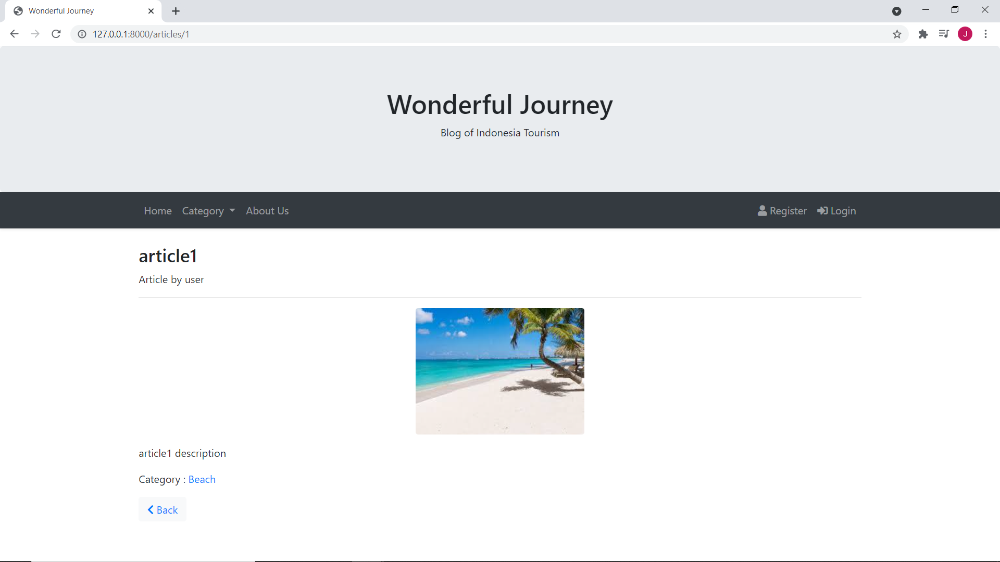 Wonderful Journey
127.0.0.1:8000/articles/1
J
Wonderful Journey
Blog of Indonesia Tourism
Home Category About Us Register Login
article1
Article by user
article1 description
Category : Beach
Back